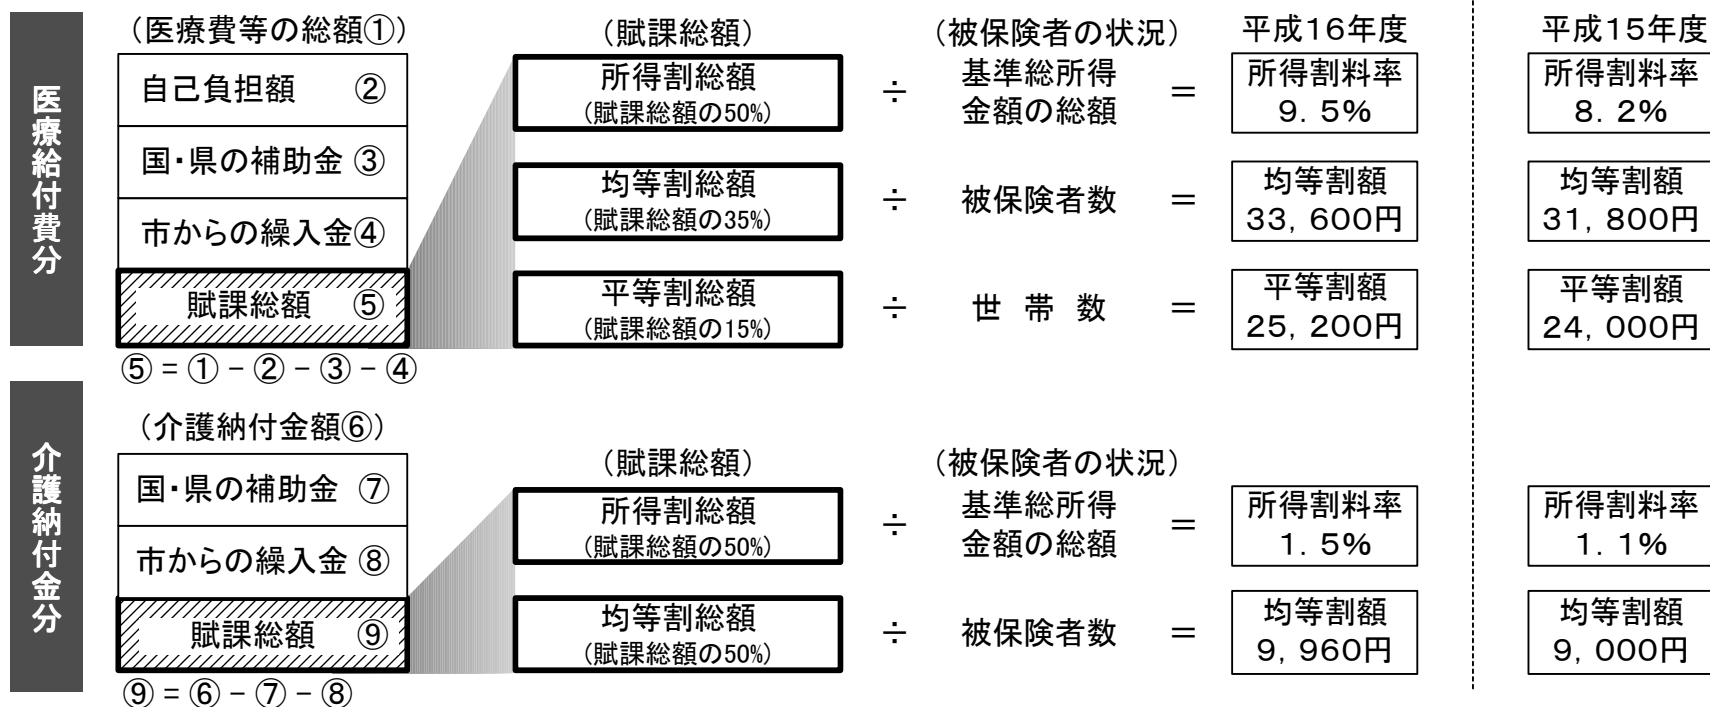 医療給付費分
（医療費等の総額①）
自己負担額　②
国・県の補助金 ③
市からの繰入金④
賦課総額　⑤
⑤ = ① - ② - ③ - ④
（賦課総額）
（被保険者の状況）
平成16年度
平成15年度
所得割総額
(賦課総額の50%)
÷
基準総所得
金額の総額
＝
所得割料率
9. 5%
所得割料率
8. 2%
均等割総額
(賦課総額の35%)
÷
被保険者数
＝
均等割額
33, 600円
均等割額
31, 800円
平等割総額
(賦課総額の15%)
÷
世 帯 数
＝
平等割額
25, 200円
平等割額
24, 000円
介護納付金分
（介護納付金額⑥）
国・県の補助金 ⑦
市からの繰入金 ⑧
賦課総額　⑨
⑨ = ⑥ - ⑦ - ⑧
（賦課総額）
（被保険者の状況）
所得割総額
(賦課総額の50%)
÷
基準総所得
金額の総額
＝
所得割料率
1. 5%
所得割料率
1. 1%
均等割総額
(賦課総額の50%)
÷
被保険者数
＝
均等割額
9, 960円
均等割額
9, 000円